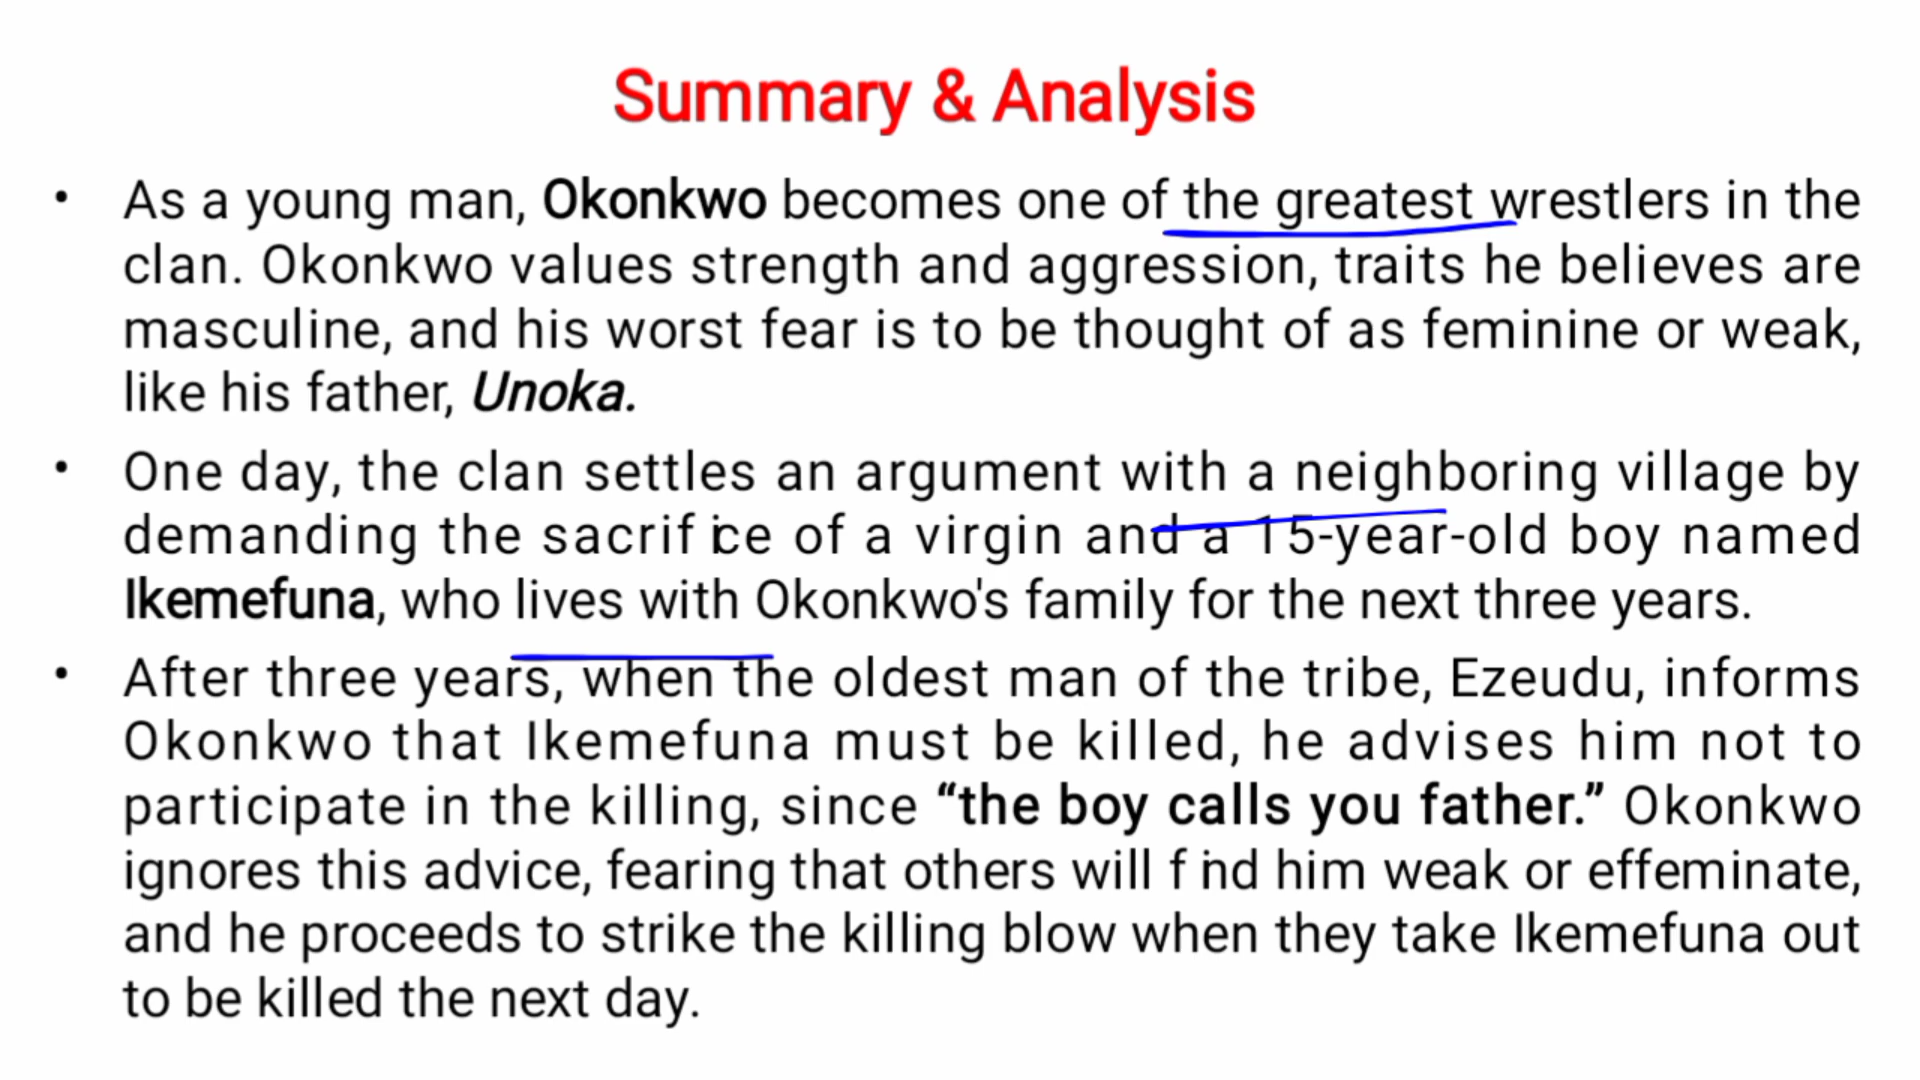 Summary & Analysis
• As a young man, Okonkwo becomes one of the greatest wrestlers in the
clan. Okonkwo values strength and aggression, traits he believes are
masculine, and his worst fear is to be thought of as feminine or weak,
like his father, Unoka.
• One day, the clan settles an argument with a neighboring village by
demanding the sacrifice of a virgin and a 15-year-old boy named
Ikemefuna, who lives with Okonkwo's family for the next three years.
• After three years, when the oldest man of the tribe, Ezeudu, informs
Okonkwo that Ikemefuna must be killed, he advises him not to
participate in the killing, since “the boy calls you father.” Okonkwo
ignores this advice, fearing that others will find him weak or effeminate,
and he proceeds to strike the killing blow when they take Ikemefuna out
to be killed the next day.